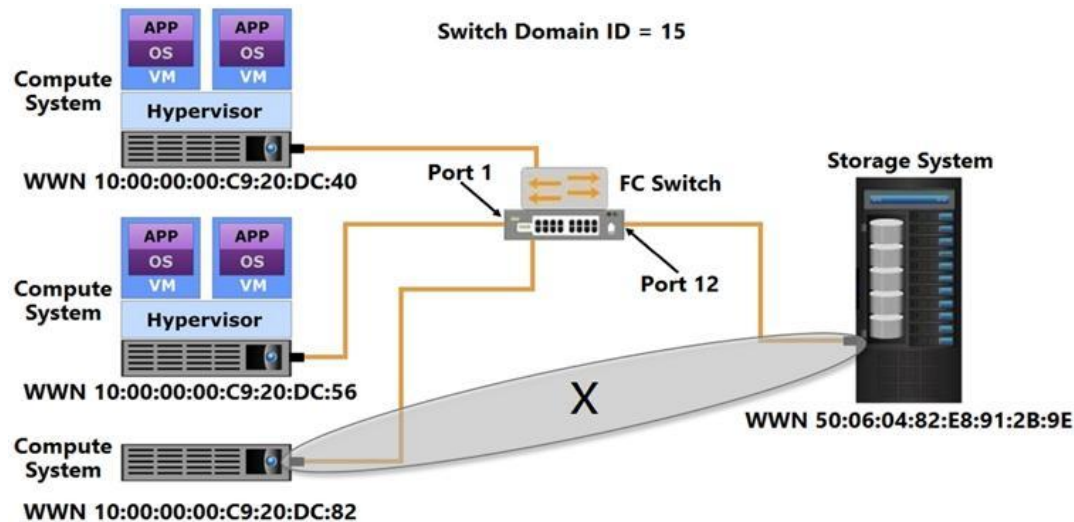 Switch Domain ID = 15
APP
OS
VM
APP
OS
VM
Compute
System
Hypervisor
WWN 10:00:00:00:C9:20:DC:40
Port 1
FC Switch
Storage System
APP
OS
VM
APP
OS
VM
Compute
System
Hypervisor
Port 12
WWN 10:00:00:00:C9:20:DC:56
X
WWN 50:06:04:82:E8:91:2B:9E
Compute
System
WWN 10:00:00:00:C9:20:DC:82